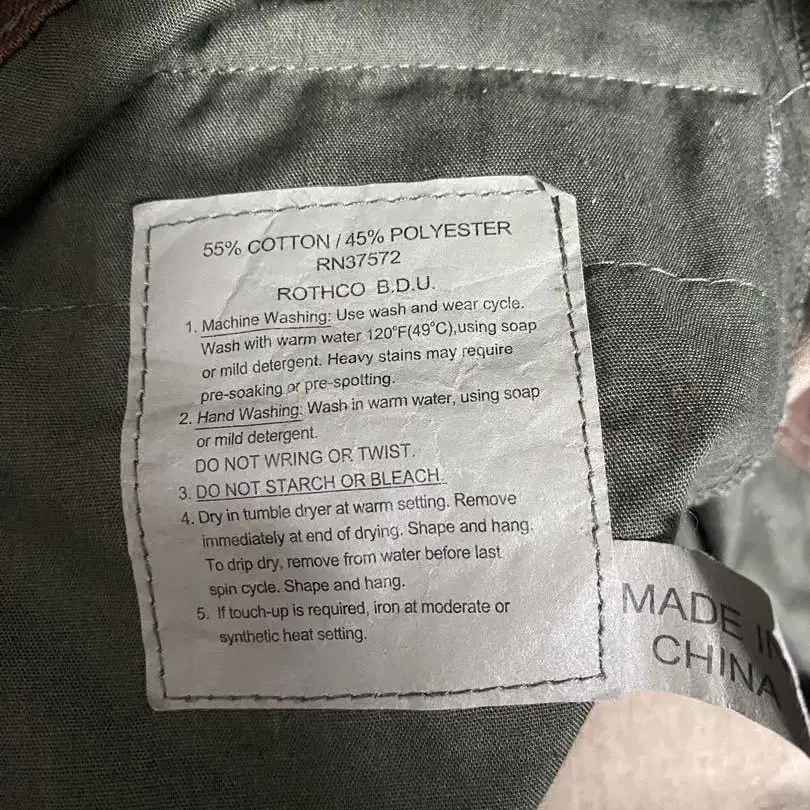 55% COTTON / 45% POLYESTER
RN37572
ROTHCO B.D.U.
1. Machine Washing: Use wash and wear cycle.
Wash with warm water 120°F(49°C),using soap
or mild detergent. Heavy stains may require
pre-soaking or pre-spotting.
2. Hand Washing: Wash in warm water, using soap
or mild detergent.
DO NOT WRING OR TWIST.
3. DO NOT STARCH OR BLEACH.
4. Dry in tumble dryer at warm setting. Remove
immediately at end of drying. Shape and hang.
To drip dry, remove from water before last
spin cycle. Shape and hang.
5. If touch-up is required, iron at moderate or
synthetic heat setting.
MADE IN
CHINA